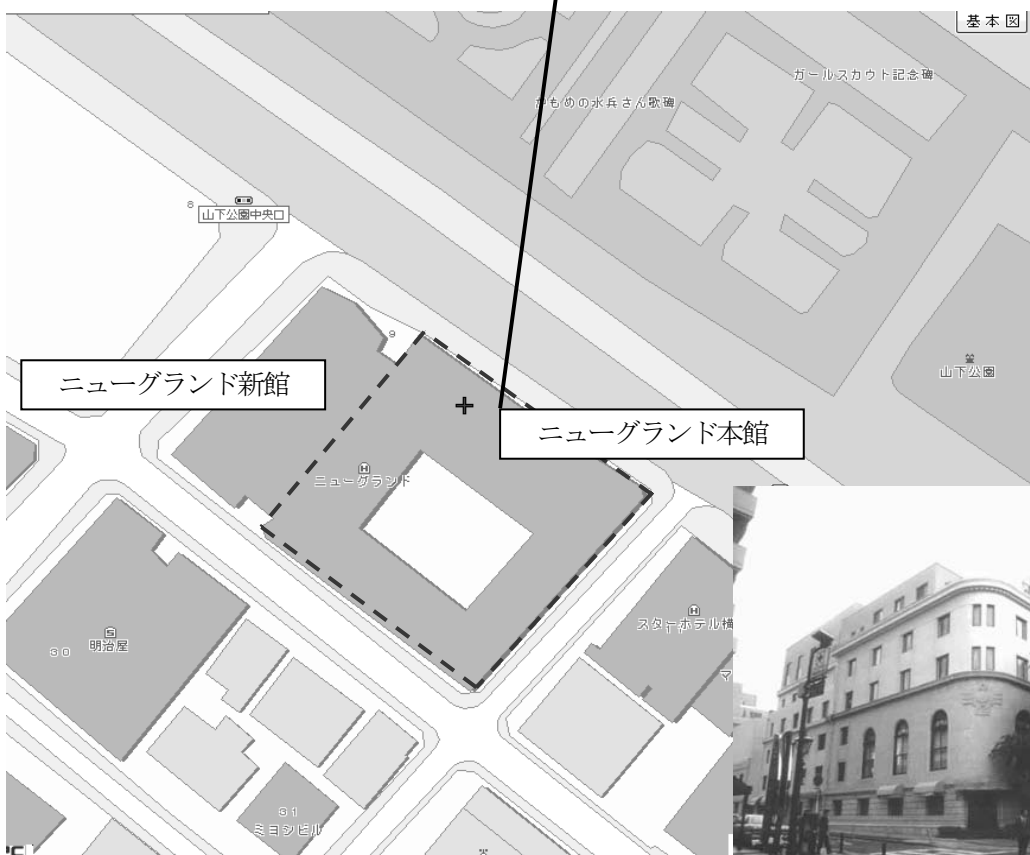 基本図
ガールスカウト記念碑
かもめの水兵さん歌碑
8
山下公園中央口
9
山下公園
ニューグランド新館
ニューグランド本館
ニューグランド
スターホテル横
マ
30
明治屋
31
ミヨシビル